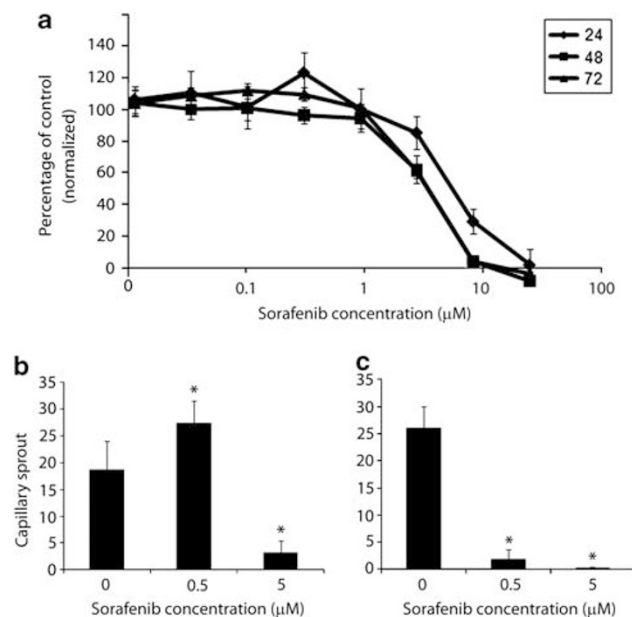 a
140
120
100
80
60
40
20
0
Percentage of control
(normalized)
24
48
72
0 0.1 1 10 100
Sorafenib concentration (µM)
b
35
30
25
20
15
10
5
0
Capillary sprout
*
*
0 0.5 5
Sorafenib concentration (µM)
c
35
30
25
20
15
10
5
0
*
*
0 0.5 5
Sorafenib concentration (µM)